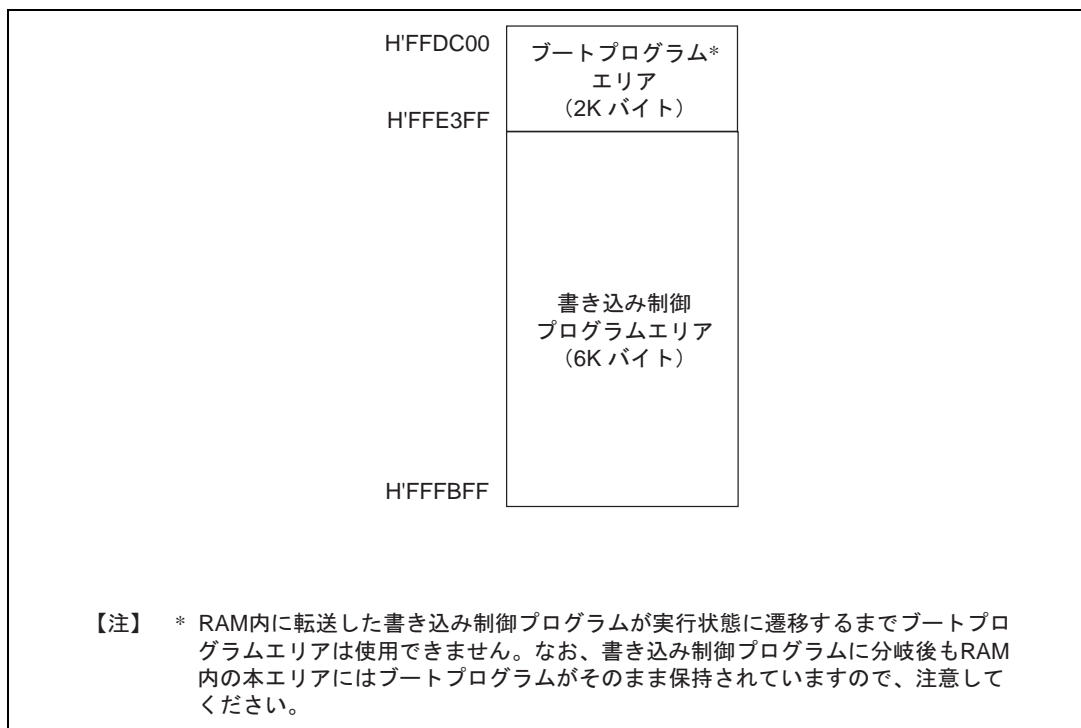 H'FFDC00
ブートプログラム*
エリア
（2K バイト）
H'FFE3FF
書き込み制御
プログラムエリア
（6K バイト）
H'FFFBFF
【注】 * RAM内に転送した書き込み制御プログラムが実行状態に遷移するまでブートプロ
グラムエリアは使用できません。なお、書き込み制御プログラムに分岐後もRAM
内の本エリアにはブートプログラムがそのまま保持されていますので、注意して
ください。